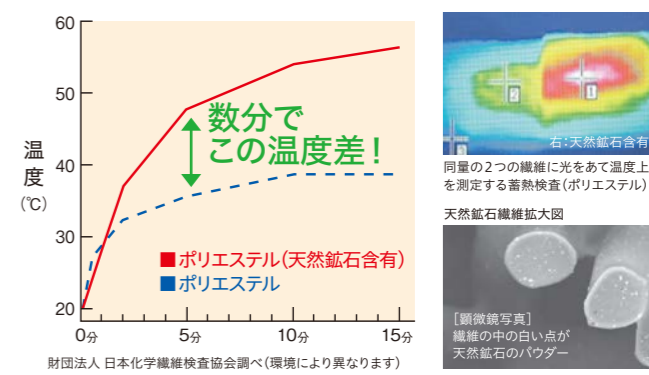 60
50
40
30
20
温度
(℃)
数分で
この温度差!
■ポリエステル(天然鉱石含有)
■ポリエステル
0分
5分
10分
15分
財団法人 日本化学繊維検査協会調べ(環境により異なります)
2
1
3
右:天然鉱石含有
同量の2つの繊維に光をあて温度上
を測定する蓄熱検査(ポリエステル)
天然鉱石繊維拡大図
[顕微鏡写真]
繊維の中の白い点が
天然鉱石のパウダー